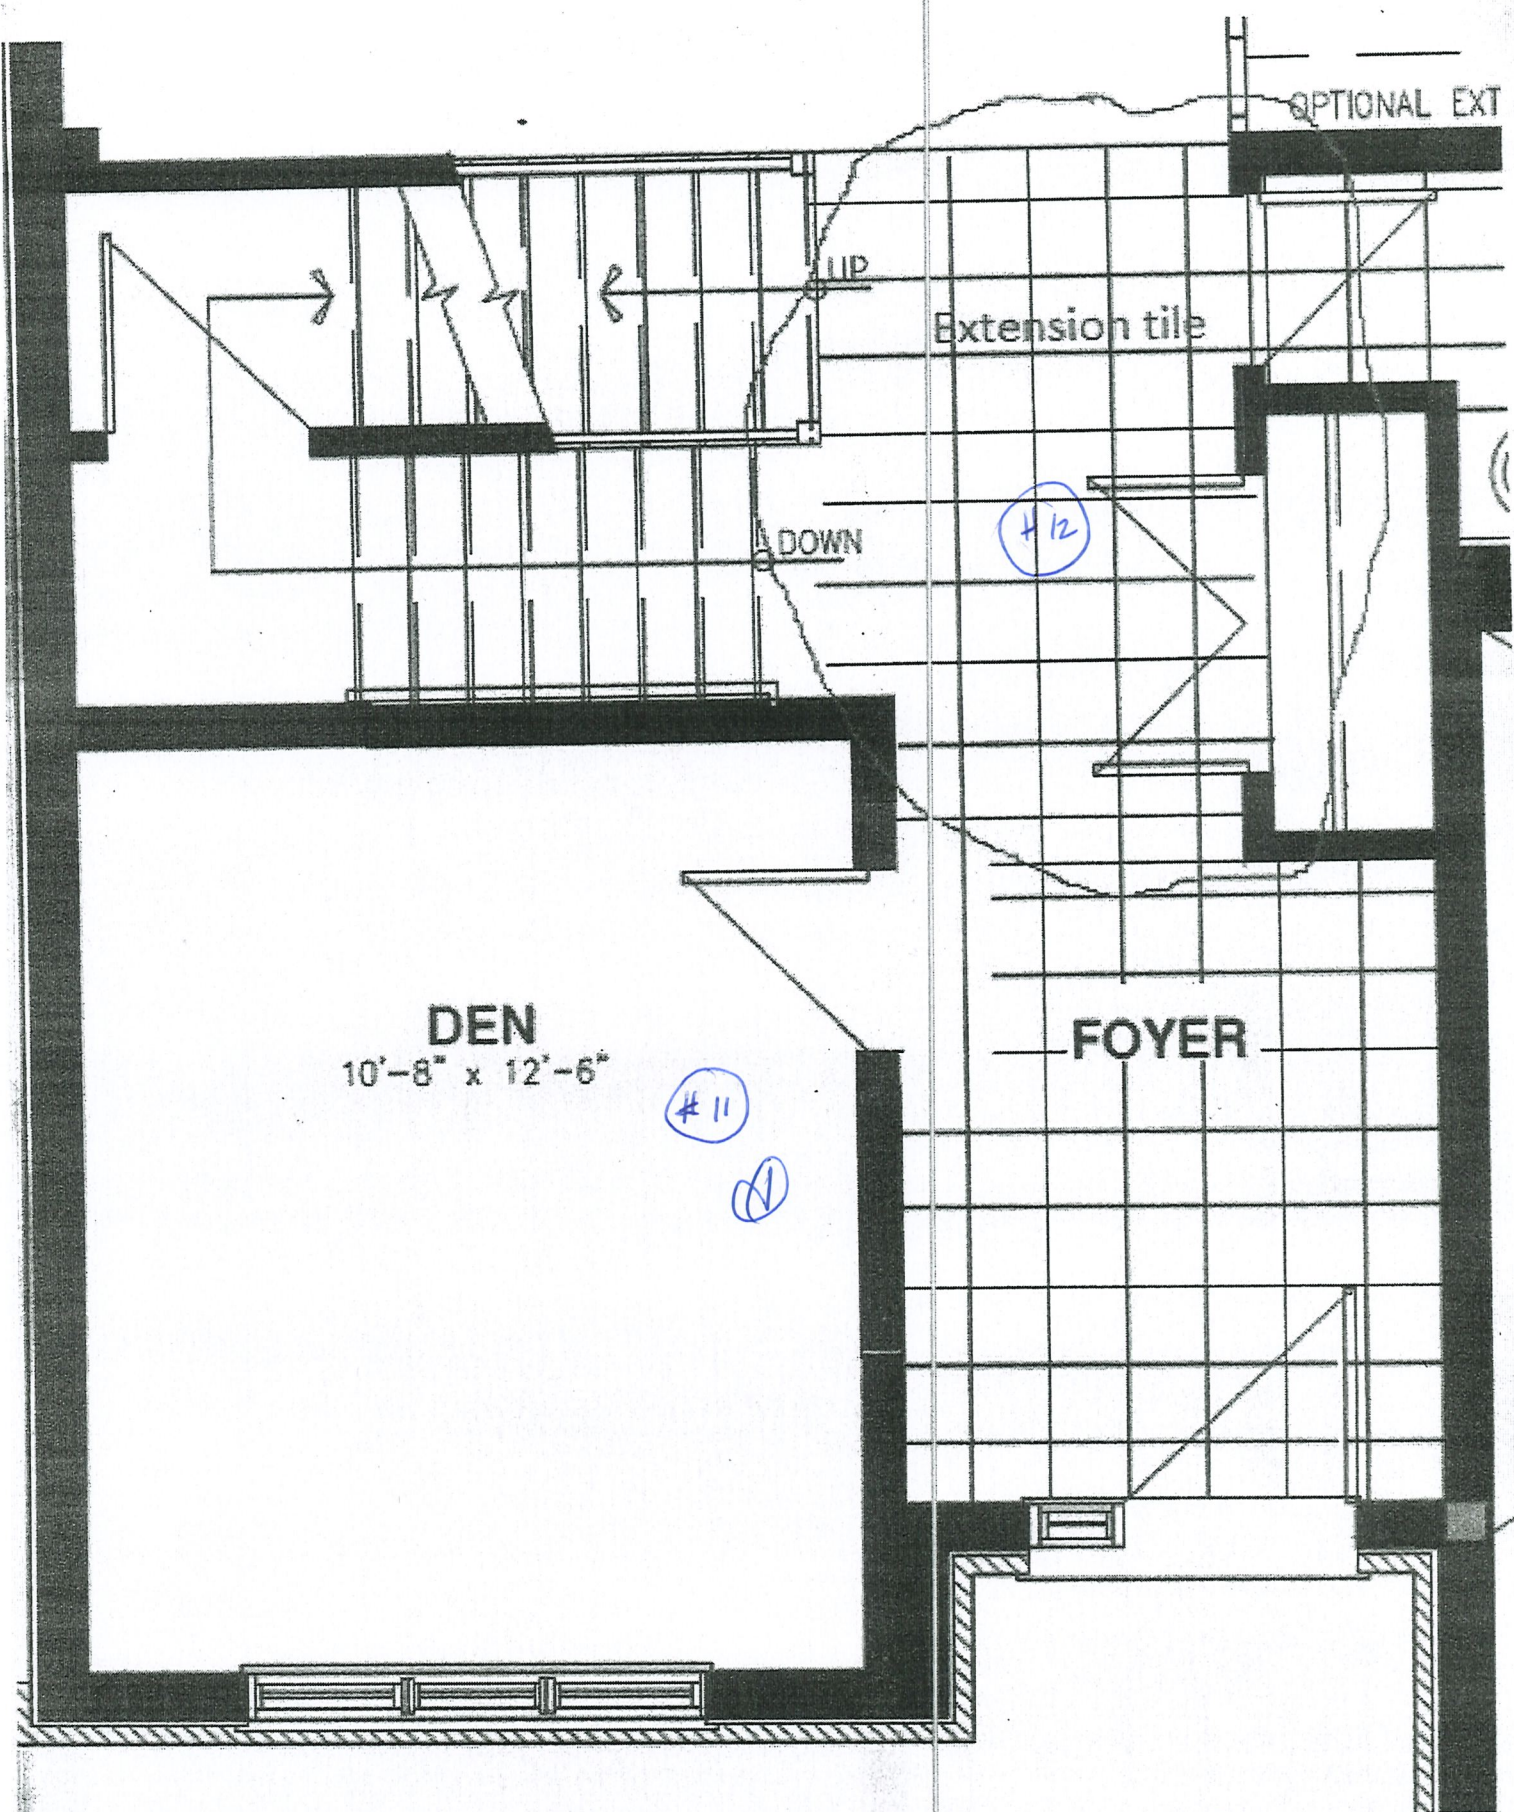 OPTIONAL EXT
UP
Extension tile
# 12
DOWN
DEN
10'-8" x 12'-6"
FOYER
# 11